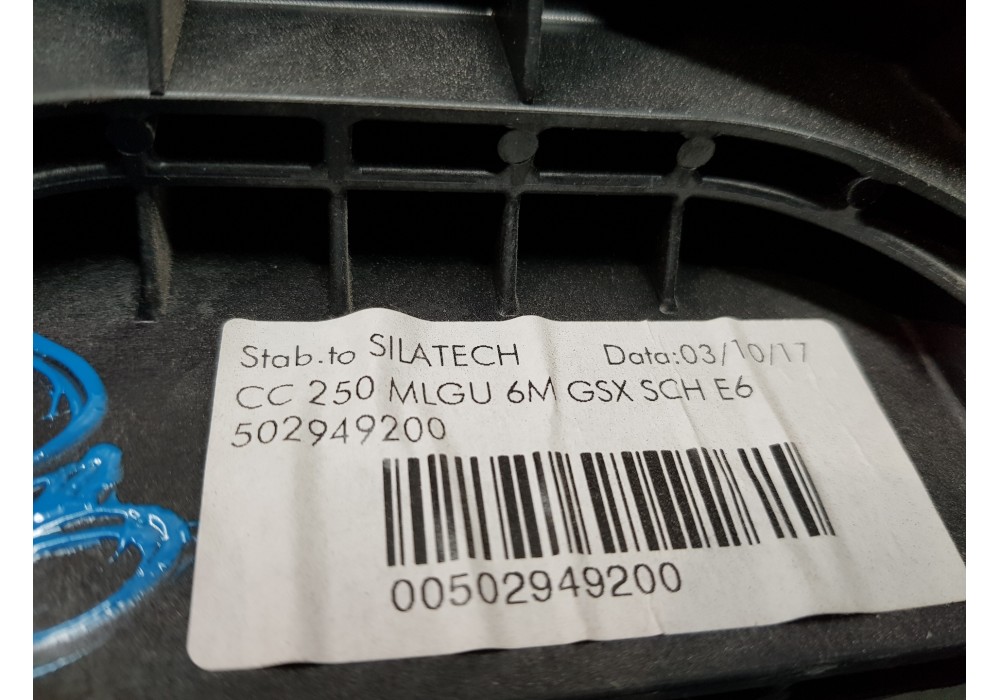 Stab.to SILATECH Data:03/10/17
CC 250 MLGU 6M GSX SCH E6
502949200
00502949200